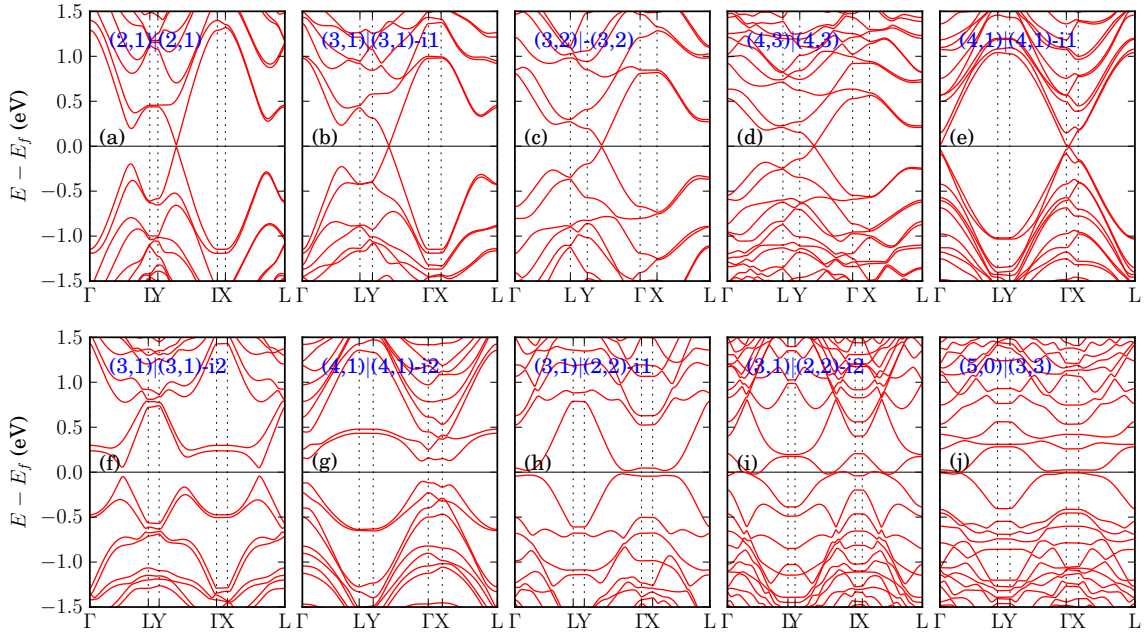 (2,1)|(2,1) (3,1)|(3,1)-i1 (3,2)|-(3,2) (4,3)|(4,3) (4,1)|(4,1)-i1
1.5
1.0
0.5
0.0
−0.5
−1.0
−1.5
E − E_f (eV)
(a) (b) (c) (d) (e)
Γ L Y Γ X L Γ L Y Γ X L Γ L Y Γ X L Γ L Y Γ X L Γ L Y Γ X L
(3,1)|(3,1)-i2 (4,1)|(4,1)-i2 (3,1)|(2,2)-i1 (3,1)|(2,2)-i2 (5,0)|(3,3)
1.5
1.0
0.5
0.0
−0.5
−1.0
−1.5
E − E_f (eV)
(f) (g) (h) (i) (j)
Γ L Y Γ X L Γ L Y Γ X L Γ L Y Γ X L Γ L Y Γ X L Γ L Y Γ X L